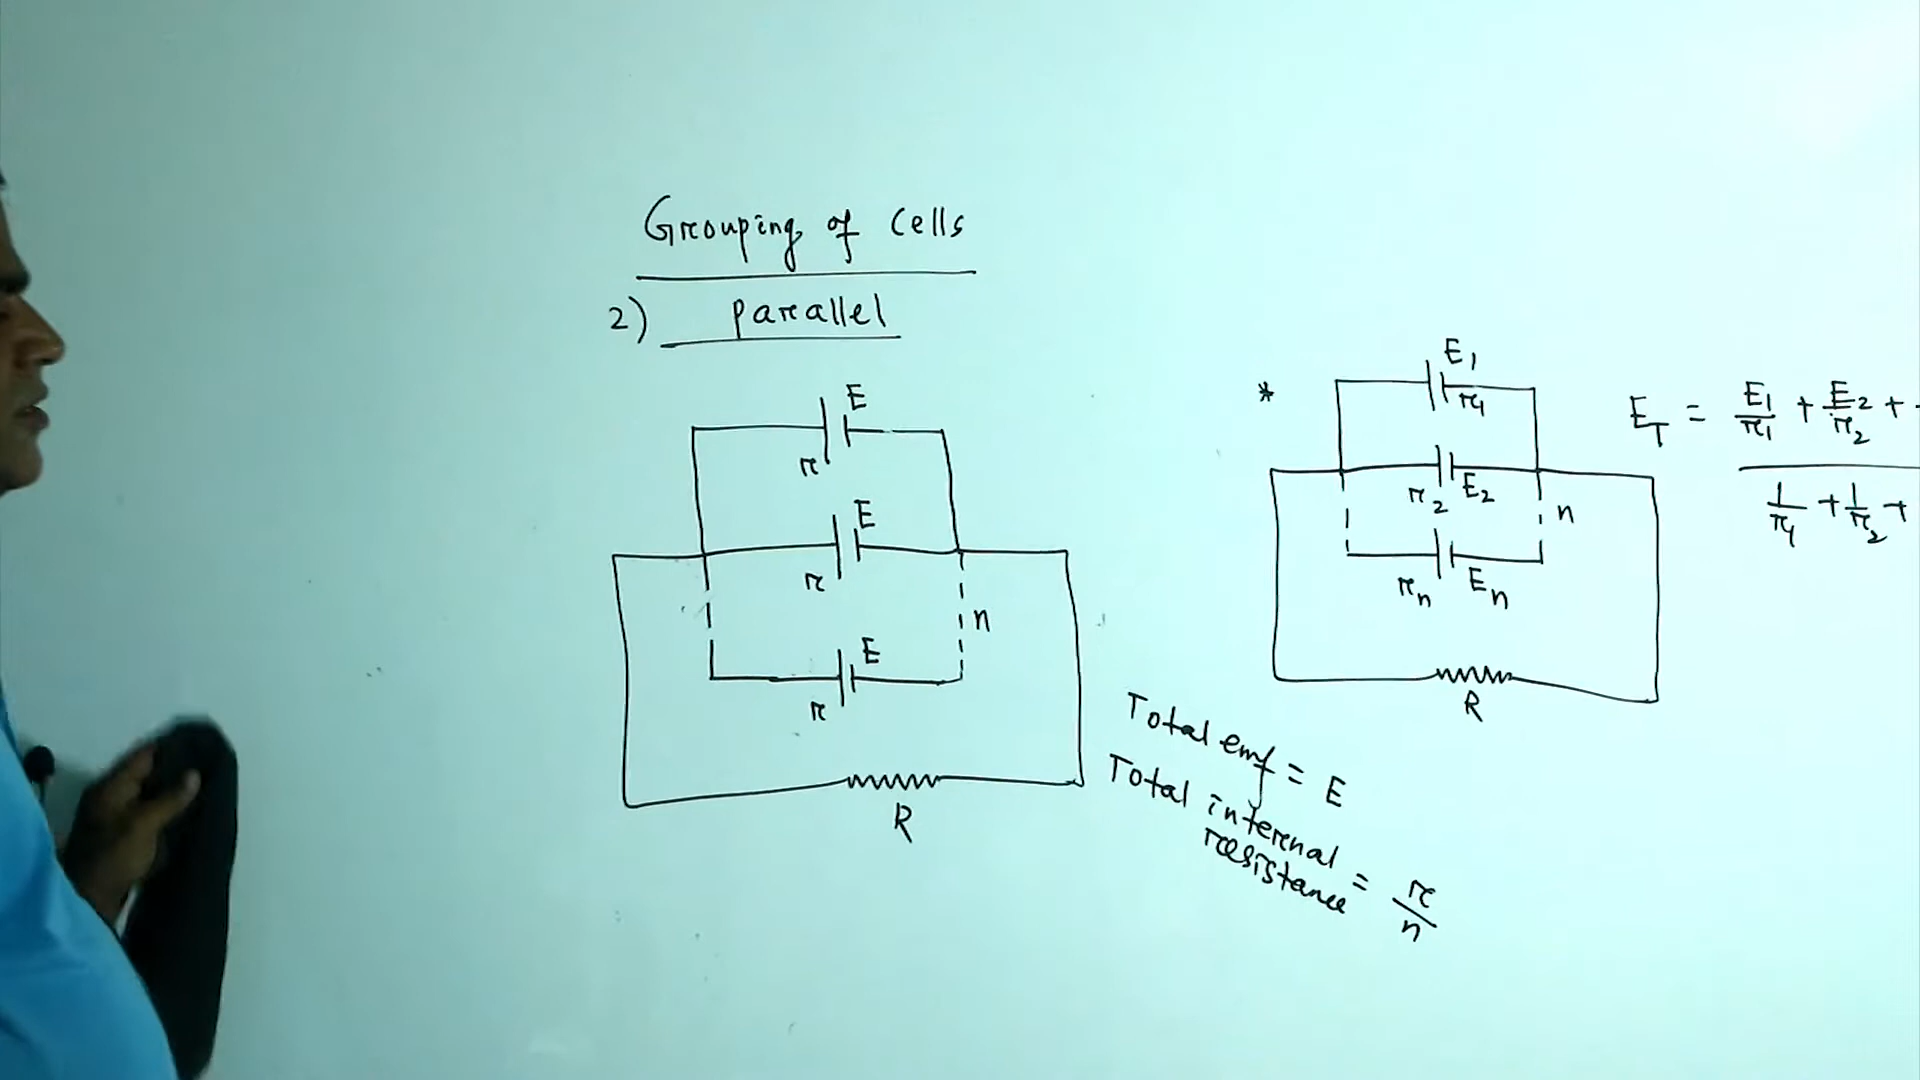 Grouping of cells
2) parallel
E
r
E
r
E
n
r
R
Total emf = E
Total internal
resistance = r/n
*
E1
r1
r2 E2
n
rn En
R
ET = E1/r1 + E2/r2 +
1/r1 + 1/r2 +